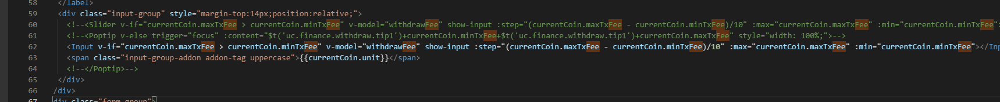 58 </label>
59 <div class="input-group" style="margin-top:14px;position:relative;">
60 <!--<Slider v-if="currentCoin.maxTxFee > currentCoin.minTxFee" v-model="withdrawFee" show-input :step="(currentCoin.maxTxFee - currentCoin.minTxFee)/10" :max="currentCoin.maxTxFee" :min="currentCoin.minTxFee">
61 <!--<Poptip v-else trigger="focus" :content="$t('uc.finance.withdraw.tip1')+currentCoin.minTxFee+$t('uc.finance.withdraw.tip1')+currentCoin.maxTxFee" style="width: 100%;">-->
62 <Input v-if="currentCoin.maxTxFee > currentCoin.minTxFee" v-model="withdrawFee" show-input :step="(currentCoin.maxTxFee - currentCoin.minTxFee)/10" :max="currentCoin.maxTxFee" :min="currentCoin.minTxFee"></Inp
63 <span class="input-group-addon addon-tag uppercase">{{currentCoin.unit}}</span>
64 <!--</Poptip>-->
65 </div>
66 /div>
67 div class="form-group">